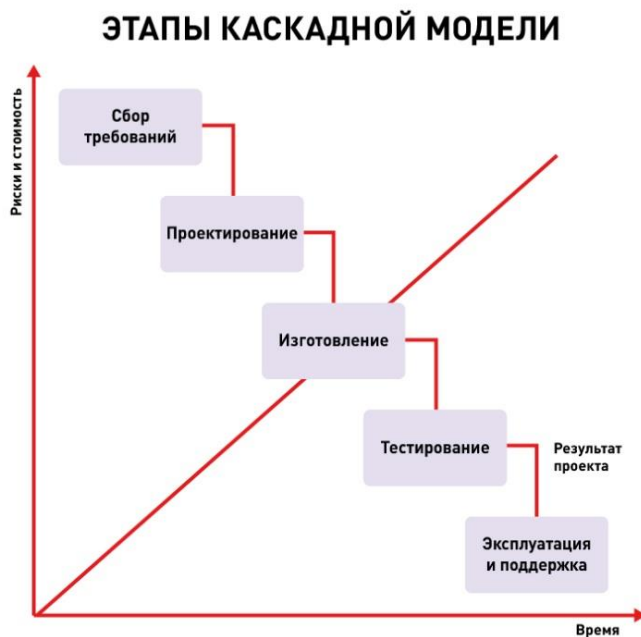 ЭТАПЫ КАСКАДНОЙ МОДЕЛИ
Риски и стоимость
Сбор
требований
Проектирование
Изготовление
Тестирование
Результат
проекта
Эксплуатация
и поддержка
Время